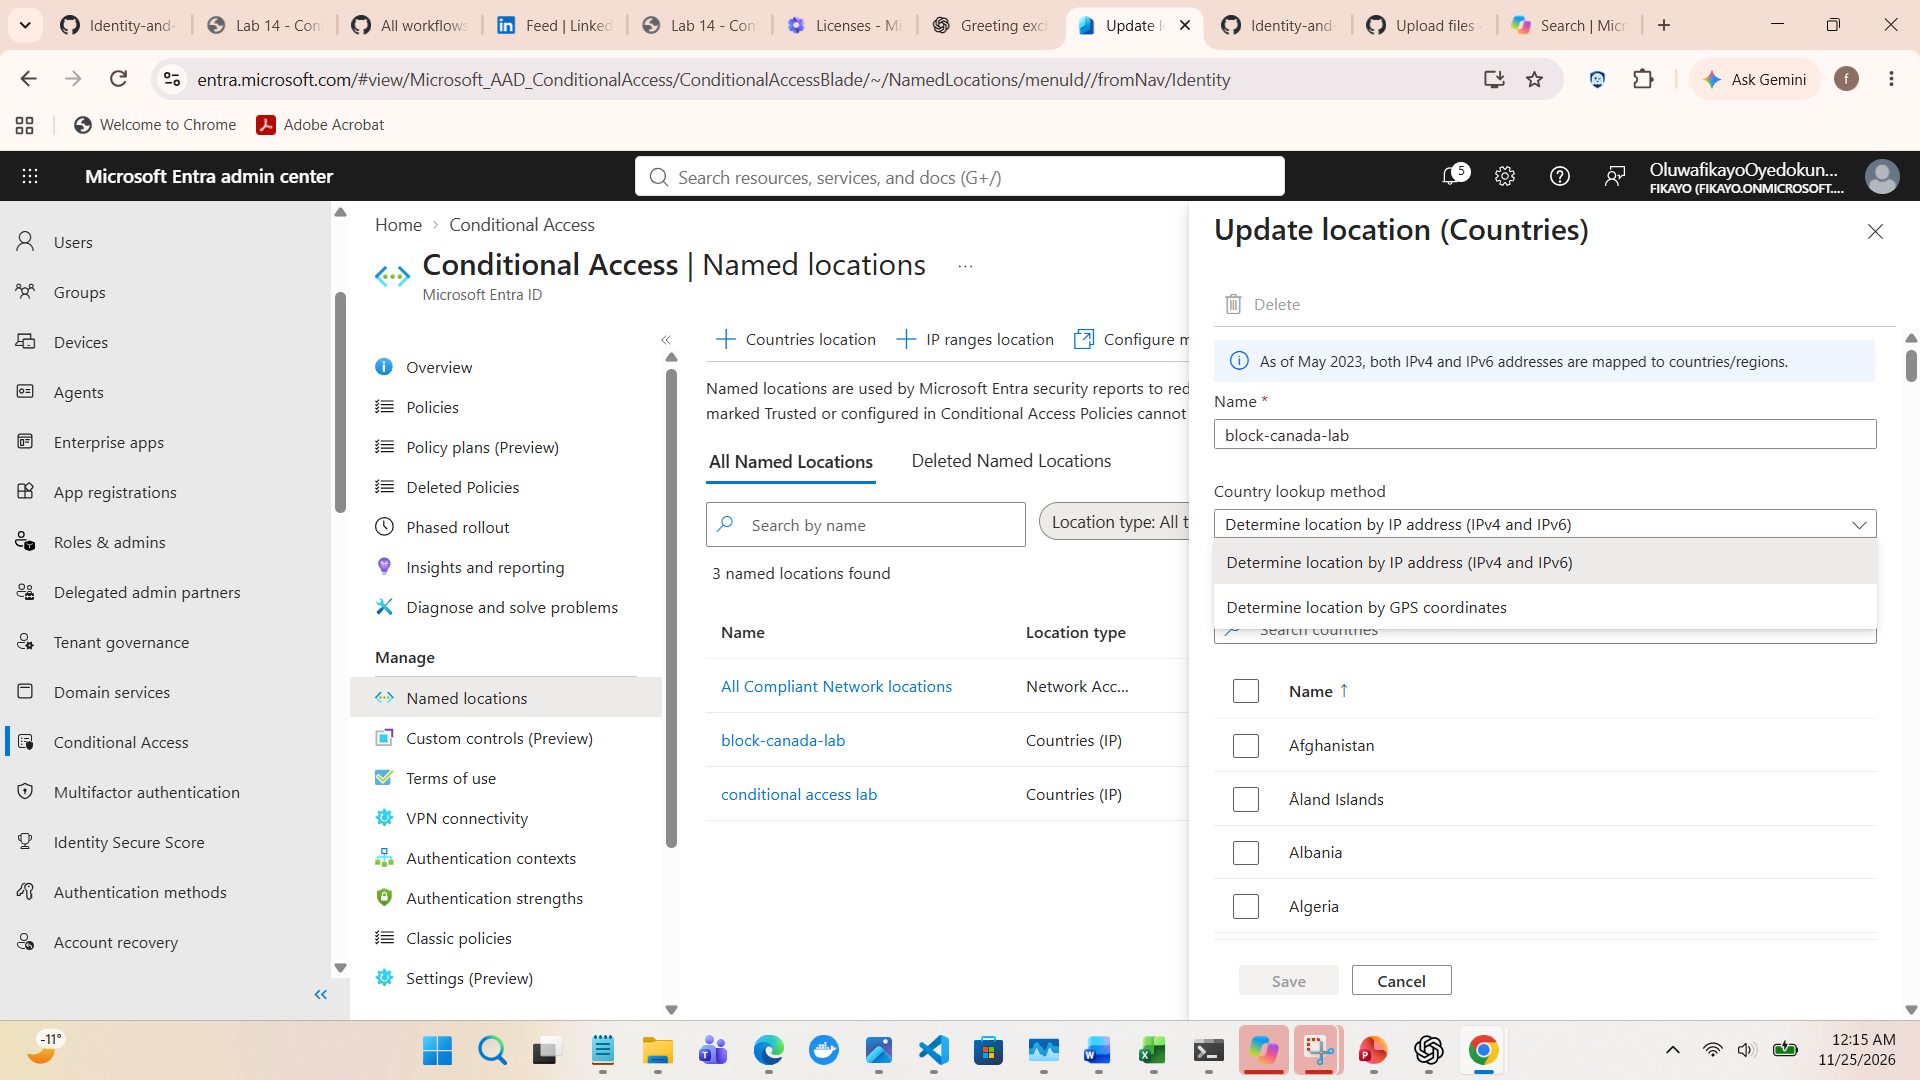 Identity-and-
Lab 14 - Con
All workflows
Feed | Linked
Lab 14 - Con
Licenses - Mi
Greeting exc
Update l
Identity-and-
Upload files -
Search | Micr
entra.microsoft.com/#view/Microsoft_AAD_ConditionalAccess/ConditionalAccessBlade/~/NamedLocations/menuId//fromNav/Identity
Ask Gemini
f
Welcome to Chrome
Adobe Acrobat
Microsoft Entra admin center
Search resources, services, and docs (G+/)
5
OluwafikayoOyedokun...
FIKAYO (FIKAYO.ONMICROSOFT....
Users
Groups
Devices
Agents
Enterprise apps
App registrations
Roles & admins
Delegated admin partners
Tenant governance
Domain services
Conditional Access
Multifactor authentication
Identity Secure Score
Authentication methods
Account recovery
Home
Conditional Access
Conditional Access | Named locations
...
Microsoft Entra ID
Overview
Policies
Policy plans (Preview)
Deleted Policies
Phased rollout
Insights and reporting
Diagnose and solve problems
Manage
Named locations
Custom controls (Preview)
Terms of use
VPN connectivity
Authentication contexts
Authentication strengths
Classic policies
Settings (Preview)
Countries location
IP ranges location
Configure m
Named locations are used by Microsoft Entra security reports to red
marked Trusted or configured in Conditional Access Policies cannot
All Named Locations
Deleted Named Locations
Search by name
Location type: All t
3 named locations found
Name
Location type
All Compliant Network locations
Network Acc...
block-canada-lab
Countries (IP)
conditional access lab
Countries (IP)
Update location (Countries)
Delete
As of May 2023, both IPv4 and IPv6 addresses are mapped to countries/regions.
Name *
block-canada-lab
Country lookup method
Determine location by IP address (IPv4 and IPv6)
Determine location by IP address (IPv4 and IPv6)
Determine location by GPS coordinates
Search countries
Name ↑
Afghanistan
Åland Islands
Albania
Algeria
Save
Cancel
-11°
12:15 AM
11/25/2026